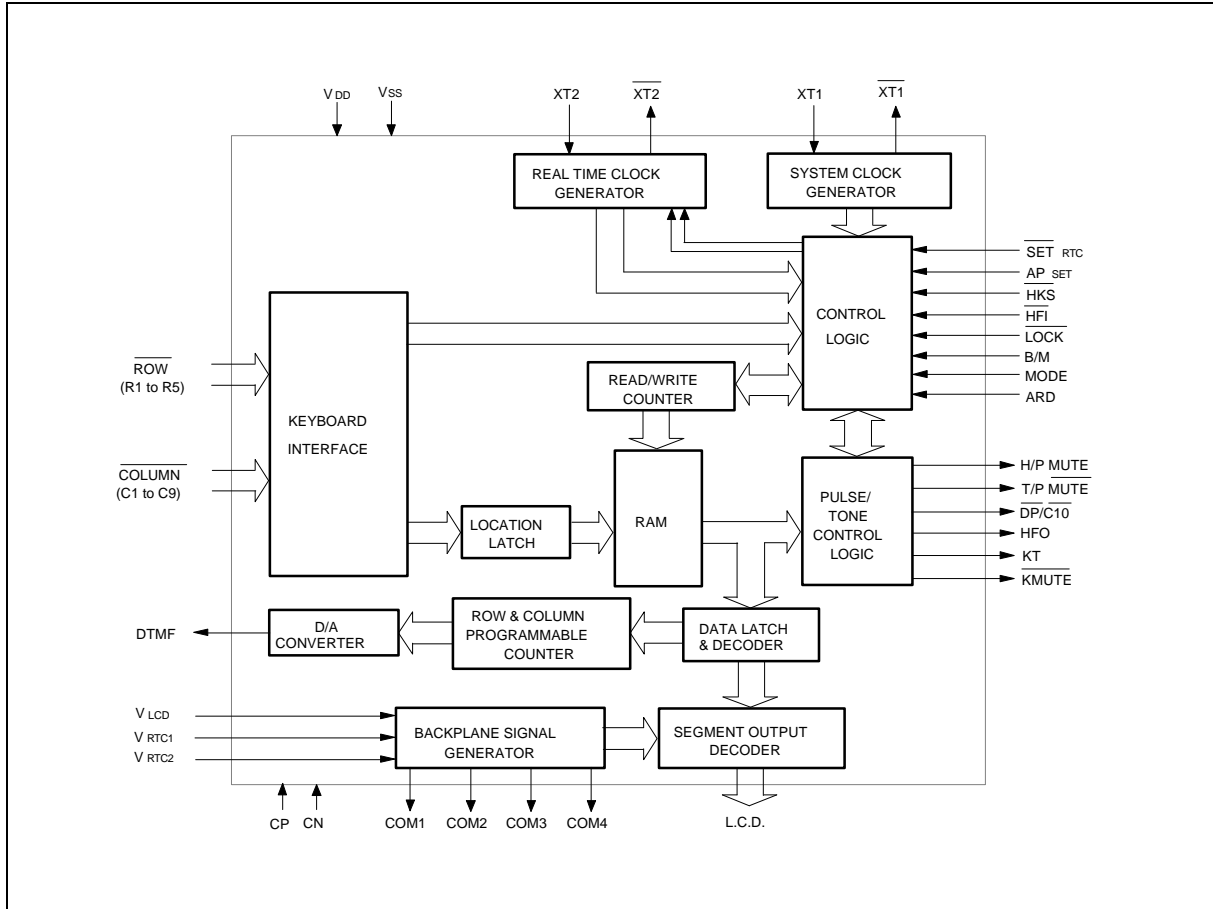 V DD
VSS
XT2
XT2
XT1
XT1
REAL TIME CLOCK
GENERATOR
SYSTEM CLOCK
GENERATOR
SET RTC
AP SET
HKS
HFI
LOCK
B/M
MODE
ARD
CONTROL
LOGIC
ROW
(R1 to R5)
COLUMN
(C1 to C9)
KEYBOARD
INTERFACE
READ/WRITE
COUNTER
LOCATION
LATCH
RAM
PULSE/
TONE
CONTROL
LOGIC
H/P MUTE
T/P MUTE
DP/C10
HFO
KT
KMUTE
DTMF
D/A
CONVERTER
ROW & COLUMN
PROGRAMMABLE
COUNTER
DATA LATCH
& DECODER
V LCD
V RTC1
V RTC2
BACKPLANE SIGNAL
GENERATOR
SEGMENT OUTPUT
DECODER
CP
CN
COM1
COM2
COM3
COM4
L.C.D.